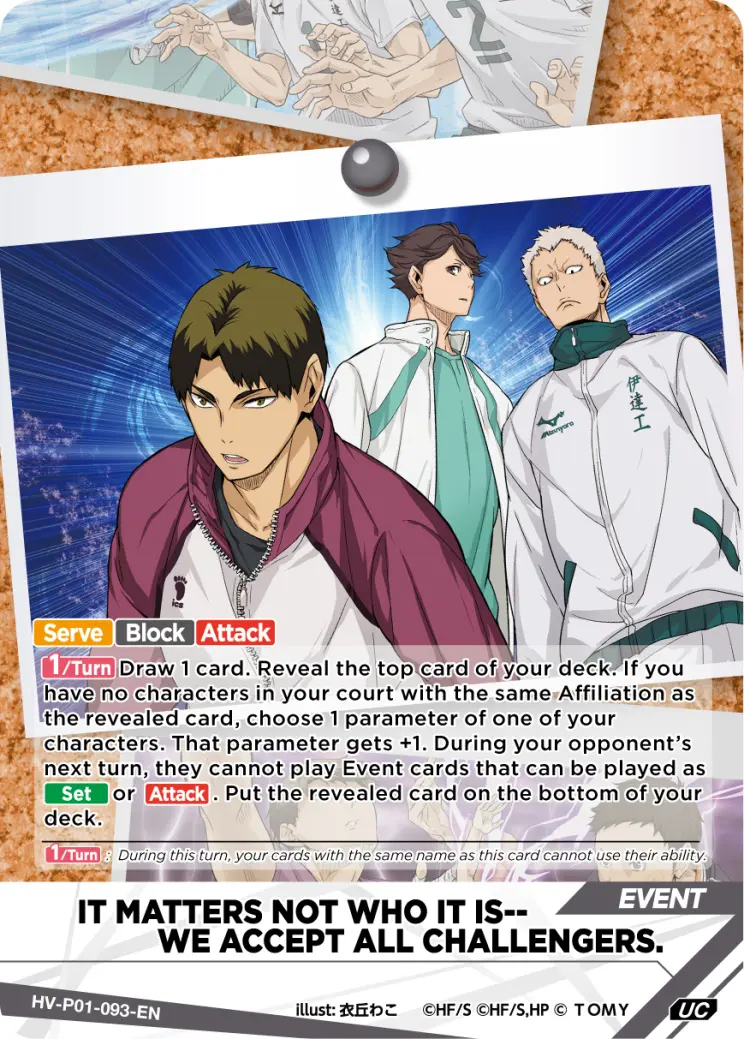 伊達工
Mizuyoro
ics
Serve Block Attack
1/Turn Draw 1 card. Reveal the top card of your deck. If you
have no characters in your court with the same Affiliation as
the revealed card, choose 1 parameter of one of your
characters. That parameter gets +1. During your opponent's
next turn, they cannot play Event cards that can be played as
Set or Attack. Put the revealed card on the bottom of your
deck.
1/Turn : During this turn, your cards with the same name as this card cannot use their ability.
EVENT
IT MATTERS NOT WHO IT IS--
WE ACCEPT ALL CHALLENGERS.
HV-P01-093-EN
illust: 衣丘わこ ©HF/S ©HF/S,HP © TOMY
UC